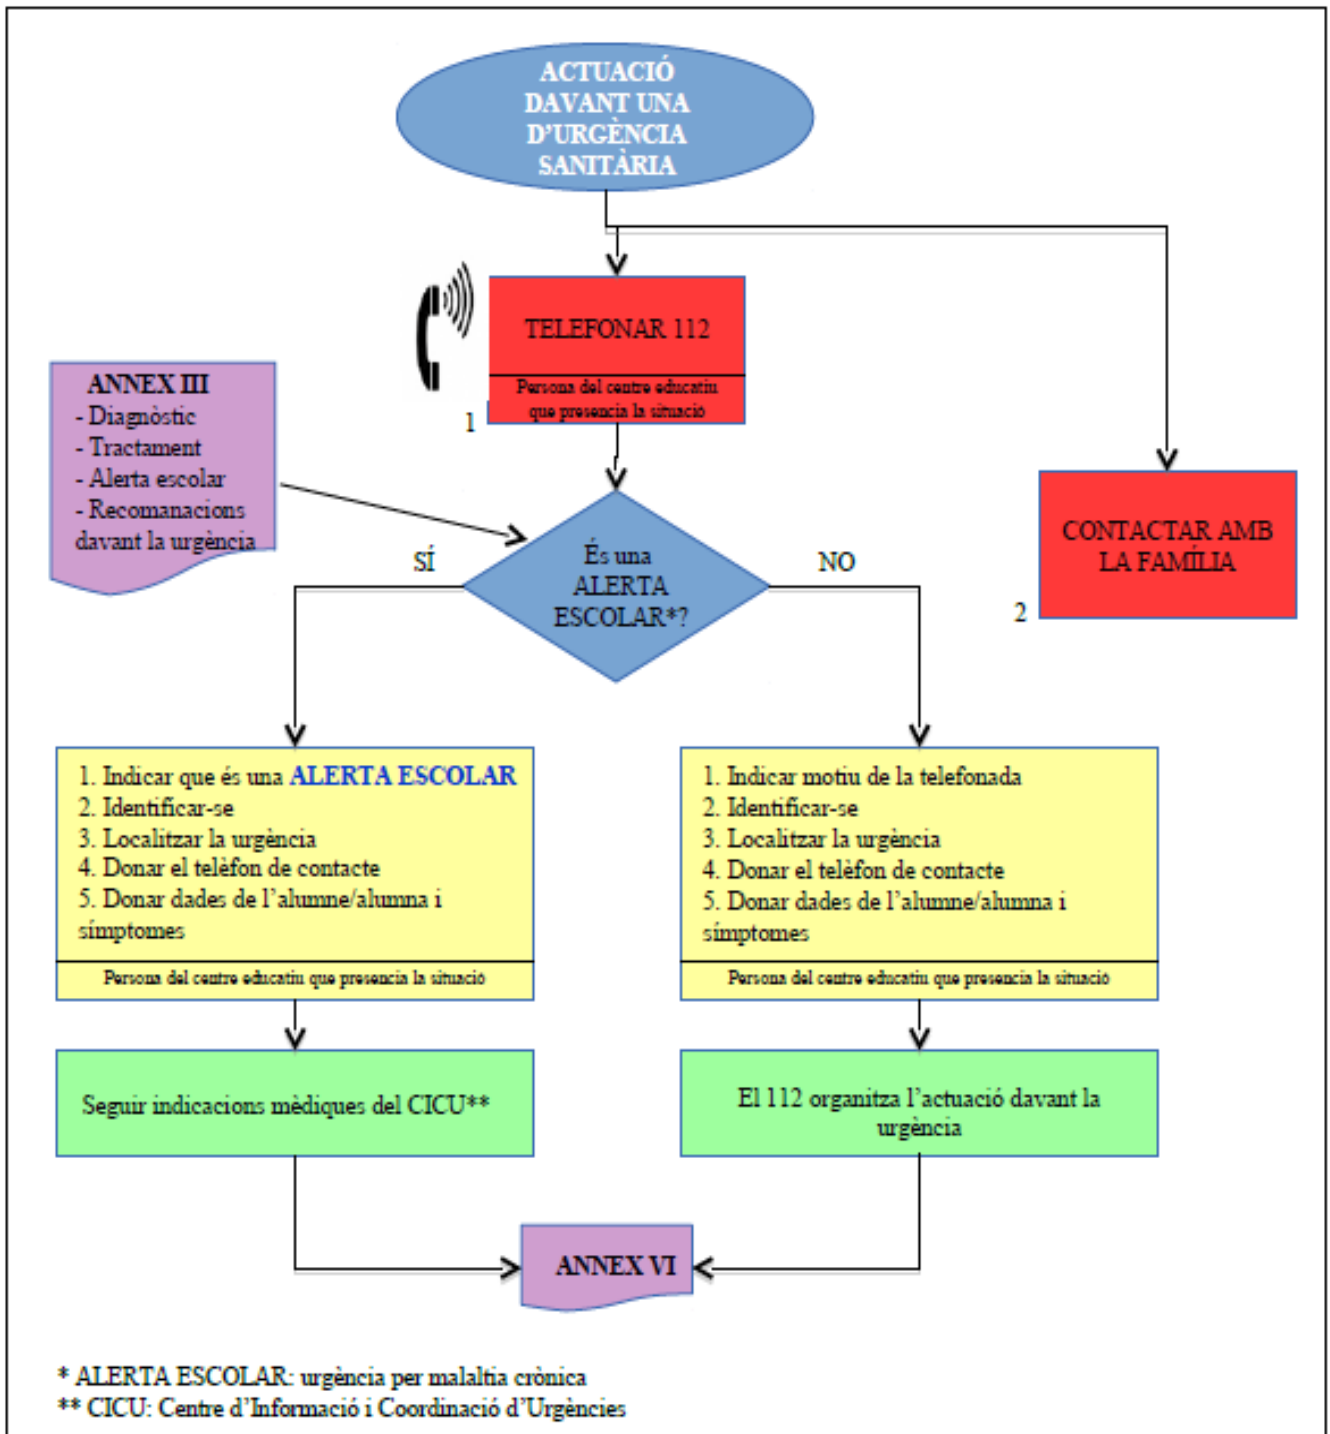 ACTUACIÓ
DAVANT UNA
D’URGÈNCIA
SANITÀRIA
TELEFONAR 112
Persona del centre educatiu
que presencia la situació
1
ANNEX III
- Diagnòstic
- Tractament
- Alerta escolar
- Recomanacions
davant la urgència
CONTACTAR AMB
LA FAMÍLIA
2
És una
ALERTA
ESCOLAR*?
SÍ
NO
1. Indicar que és una ALERTA ESCOLAR
2. Identificar-se
3. Localitzar la urgència
4. Donar el telèfon de contacte
5. Donar dades de l’alumne/alumna i
símptomes
Persona del centre educatiu que presencia la situació
1. Indicar motiu de la telefonada
2. Identificar-se
3. Localitzar la urgència
4. Donar el telèfon de contacte
5. Donar dades de l’alumne/alumna i
símptomes
Persona del centre educatiu que presencia la situació
Seguir indicacions mèdiques del CICU**
El 112 organitza l’actuació davant la
urgència
ANNEX VI
* ALERTA ESCOLAR: urgència per malaltia crònica
** CICU: Centre d’Informació i Coordinació d’Urgències